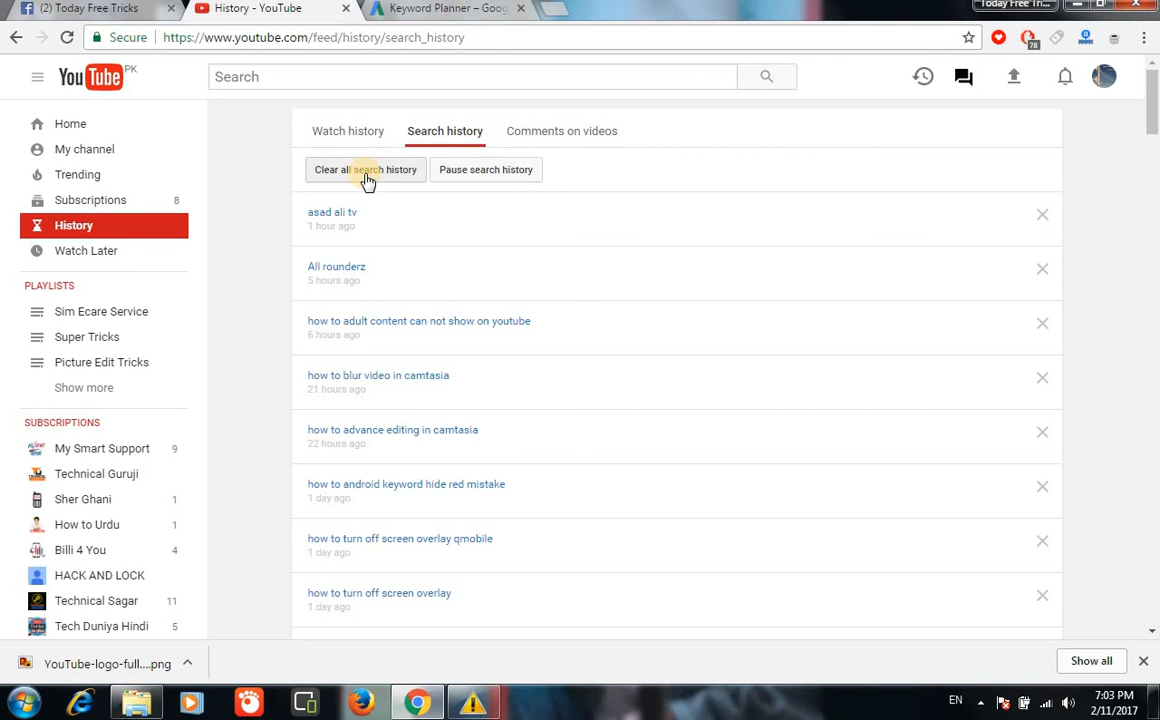 (2) Today Free Tricks
History - YouTube
Keyword Planner – Goog
Today Free Tri...
Secure
https://www.youtube.com/feed/history/search_history
78
YouTube PK
Search
Home
My channel
Trending
Subscriptions 8
History
Watch Later
PLAYLISTS
Sim Ecare Service
Super Tricks
Picture Edit Tricks
Show more
SUBSCRIPTIONS
My Smart Support 9
Technical Guruji
Sher Ghani 1
How to Urdu 1
Billi 4 You 4
HACK AND LOCK
Technical Sagar 11
Tech Duniya Hindi 5
Watch history
Search history
Comments on videos
Clear all search history
Pause search history
asad ali tv
1 hour ago
All rounderz
5 hours ago
how to adult content can not show on youtube
6 hours ago
how to blur video in camtasia
21 hours ago
how to advance editing in camtasia
22 hours ago
how to android keyword hide red mistake
1 day ago
how to turn off screen overlay qmobile
1 day ago
how to turn off screen overlay
1 day ago
YouTube-logo-full....png
Show all
EN
7:03 PM
2/11/2017